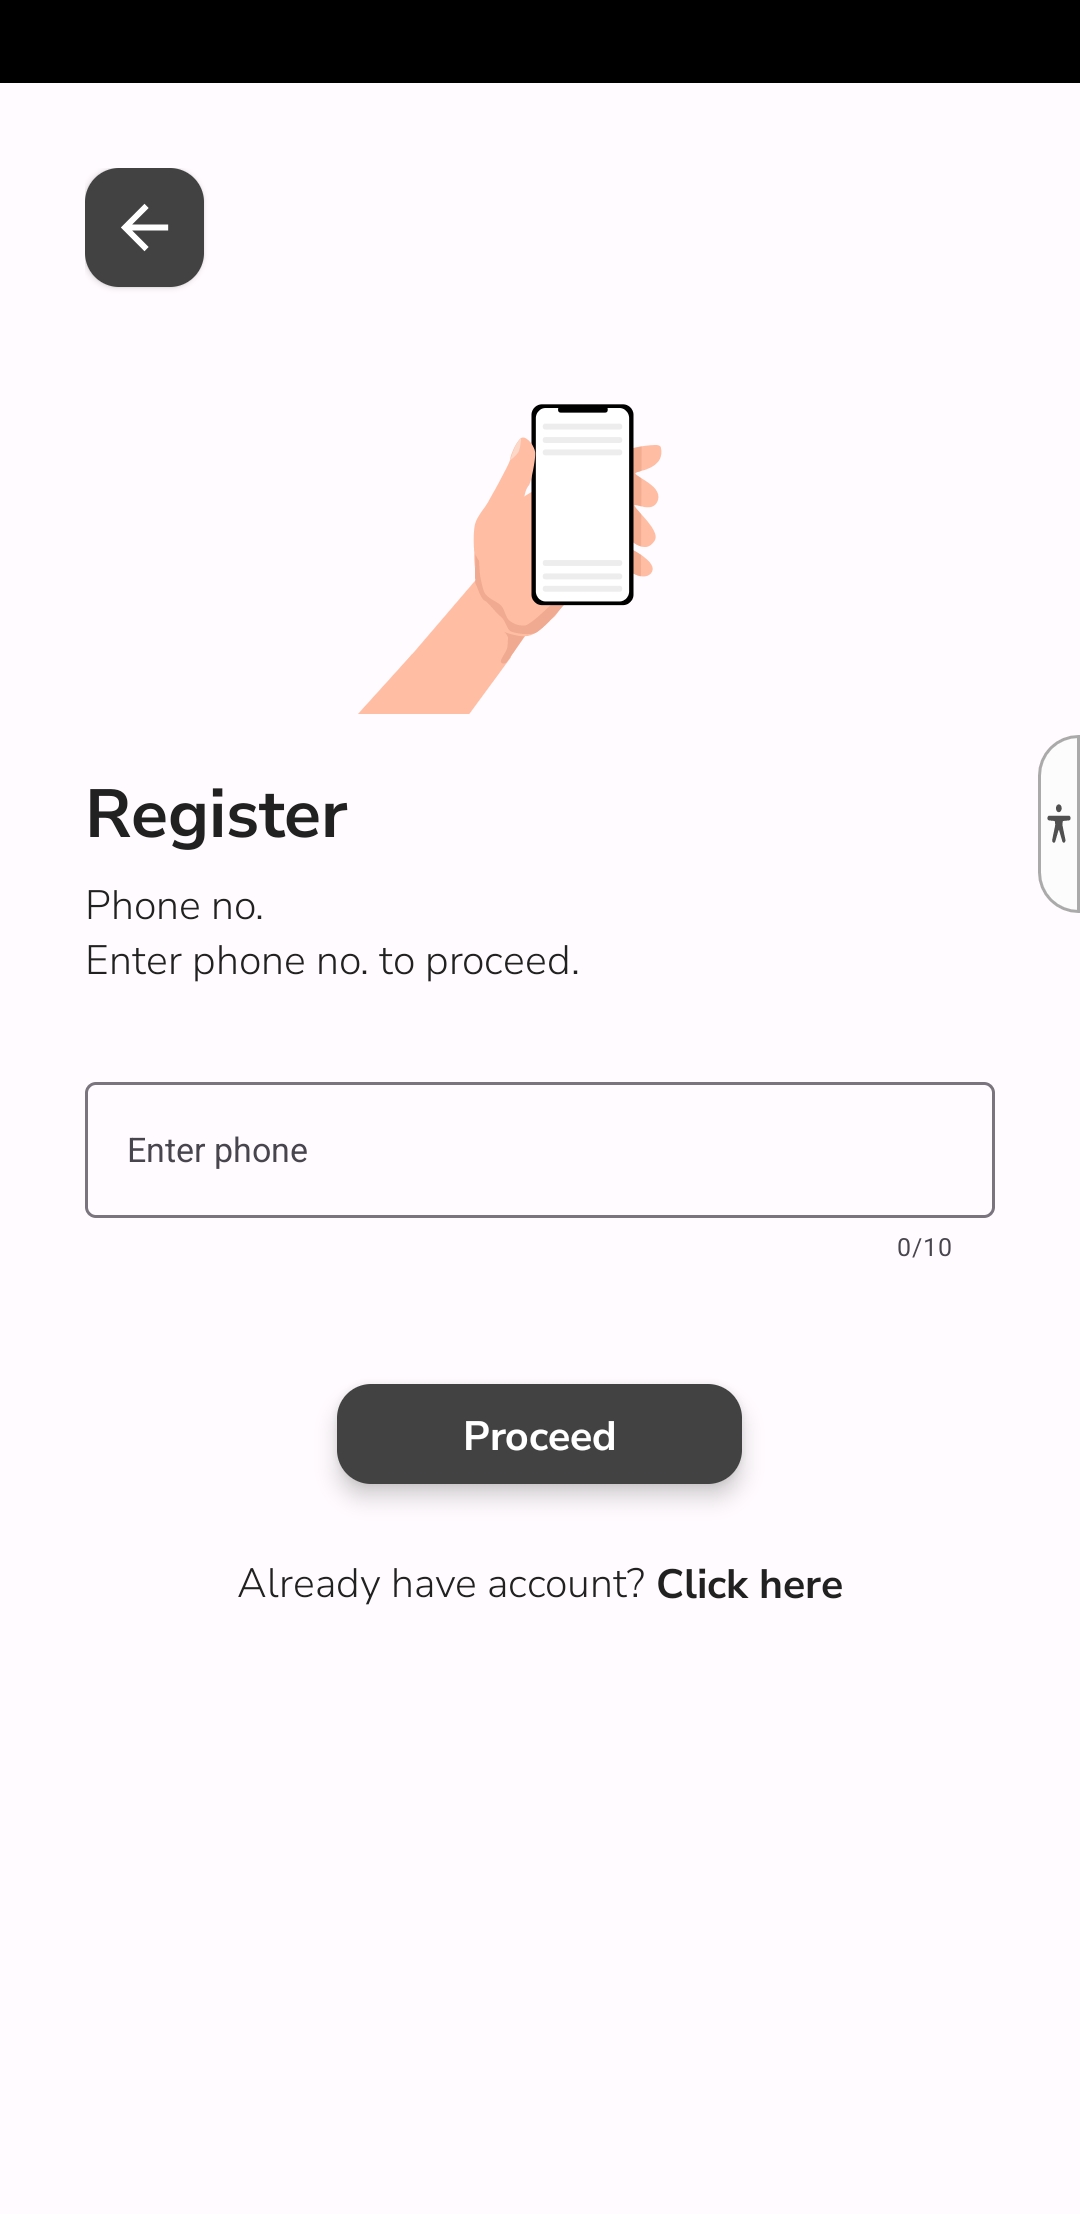 Register
Phone no.
Enter phone no. to proceed.
Enter phone
0/10
Proceed
Already have account? Click here